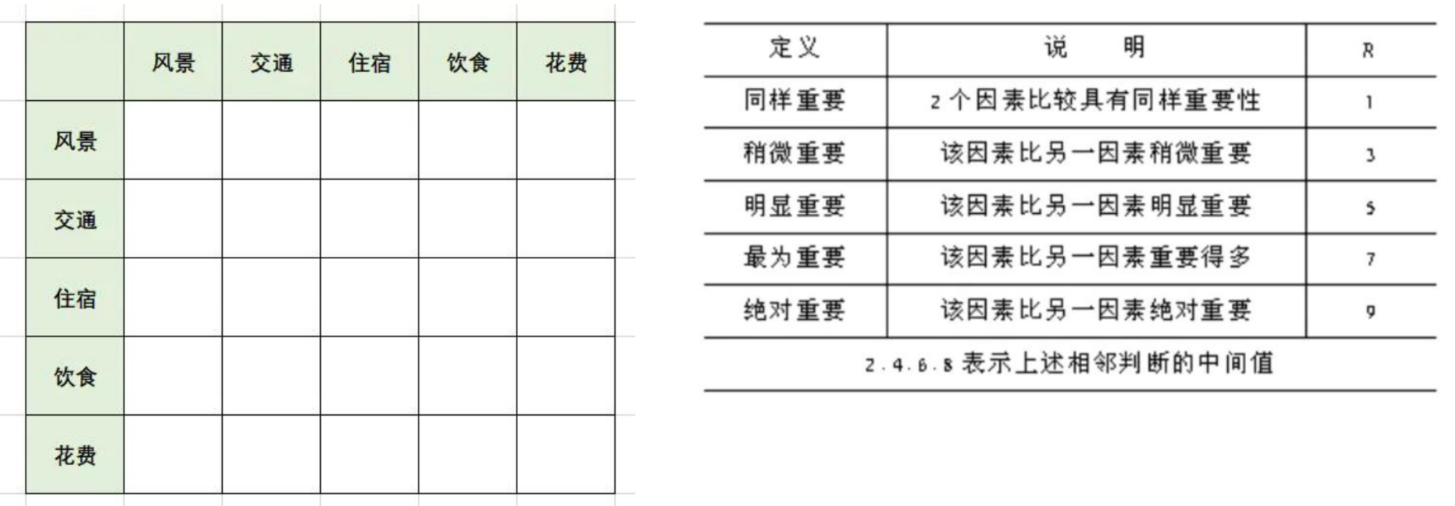 风景 交通 住宿 饮食 花费
风景
交通
住宿
饮食
花费
定义 说 明 R
同样重要 2个因素比较具有同样重要性 1
稍微重要 该因素比另一因素稍微重要 3
明显重要 该因素比另一因素明显重要 5
最为重要 该因素比另一因素重要得多 7
绝对重要 该因素比另一因素绝对重要 9
2.4.6.8表示上述相邻判断的中间值